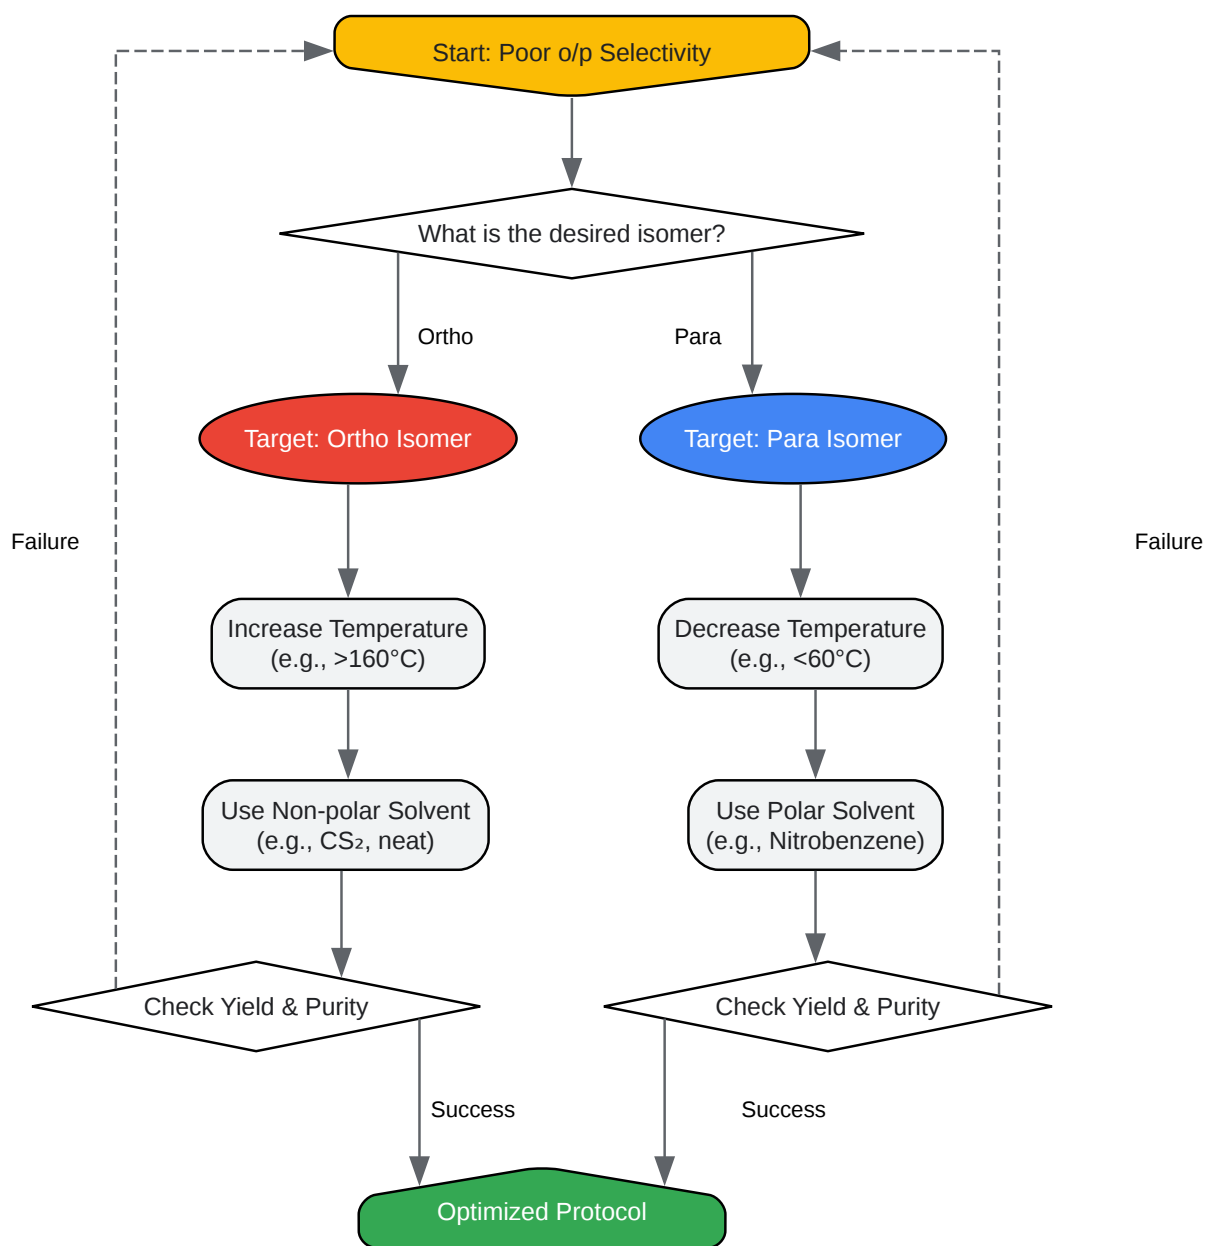 Start: Poor o/p Selectivity
What is the desired isomer?
Ortho
Para
Target: Ortho Isomer
Target: Para Isomer
Failure
Failure
Increase Temperature
(e.g., >160°C)
Decrease Temperature
(e.g., <60°C)
Use Non-polar Solvent
(e.g., CS₂, neat)
Use Polar Solvent
(e.g., Nitrobenzene)
Check Yield & Purity
Check Yield & Purity
Success
Success
Optimized Protocol